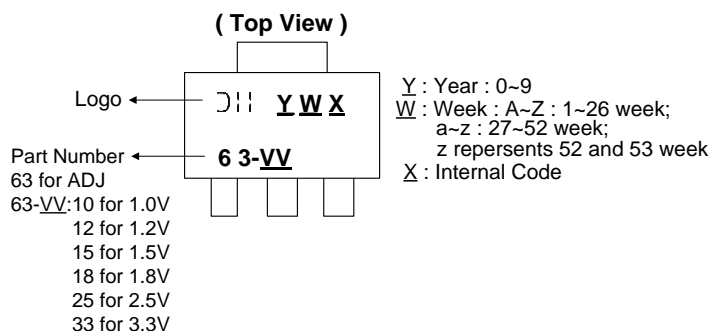 ( Top View )
Logo
Y W X
Part Number
6 3-VV
63 for ADJ
63-VV:10 for 1.0V
12 for 1.2V
15 for 1.5V
18 for 1.8V
25 for 2.5V
33 for 3.3V
Y : Year : 0~9
W : Week : A~Z : 1~26 week;
a~z : 27~52 week;
z repersents 52 and 53 week
X : Internal Code